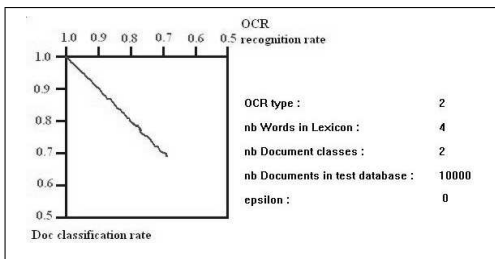 OCR
recognition rate
1.0 0.9 0.8 0.7 0.6 0.5
1.0
0.9
0.8
0.7
0.6
0.5
Doc classification rate
OCR type : 2
nb Words in Lexicon : 4
nb Document classes : 2
nb Documents in test database : 10000
epsilon : 0